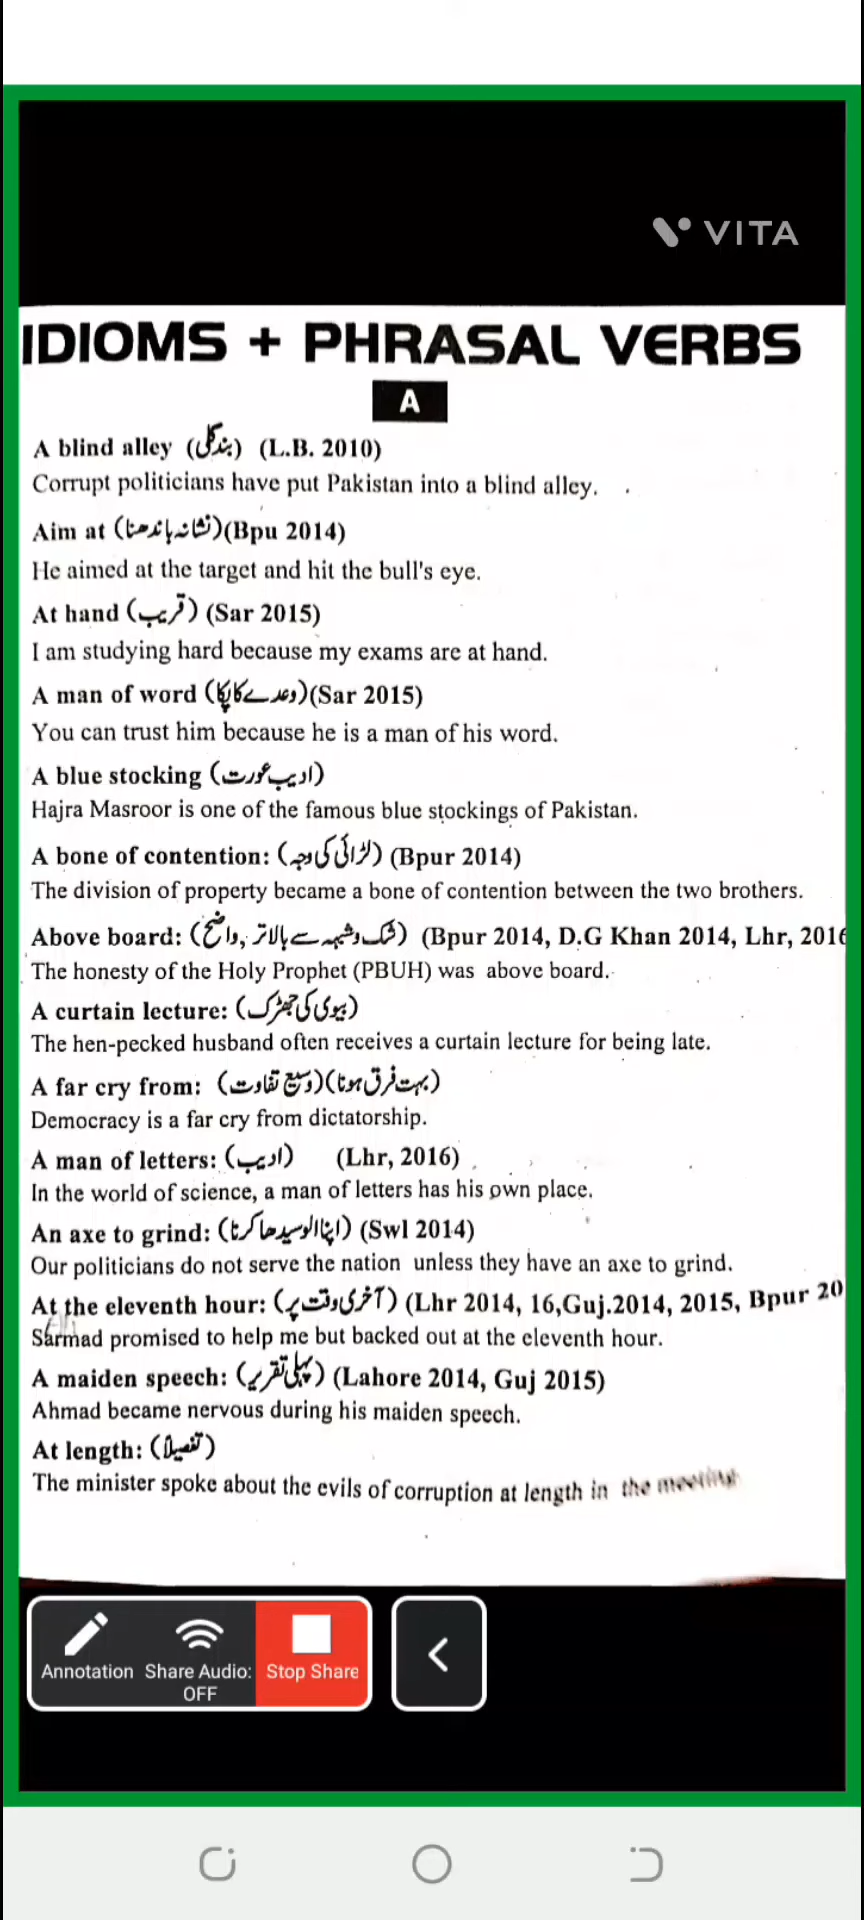 VITA
IDIOMS + PHRASAL VERBS
A
A blind alley (بند گلی) (L.B. 2010)
Corrupt politicians have put Pakistan into a blind alley.
Aim at (نشانہ باندھنا)(Bpu 2014)
He aimed at the target and hit the bull's eye.
At hand (قریب) (Sar 2015)
I am studying hard because my exams are at hand.
A man of word (وعدے کا پکا)(Sar 2015)
You can trust him because he is a man of his word.
A blue stocking (ادیب عورت)
Hajra Masroor is one of the famous blue stockings of Pakistan.
A bone of contention: (لڑائی کی وجہ) (Bpur 2014)
The division of property became a bone of contention between the two brothers.
Above board: (شک و شبہہ سے بالاتر، واضح) (Bpur 2014, D.G Khan 2014, Lhr, 2016
The honesty of the Holy Prophet (PBUH) was above board.
A curtain lecture: (بیوی کی جھڑک)
The hen-pecked husband often receives a curtain lecture for being late.
A far cry from: (وسیع تفاوت)(بہت فرق ہونا)
Democracy is a far cry from dictatorship.
A man of letters: (ادیب) (Lhr, 2016)
In the world of science, a man of letters has his own place.
An axe to grind: (اپنا الو سیدھا کرنا) (Swl 2014)
Our politicians do not serve the nation unless they have an axe to grind.
At the eleventh hour: (آخری وقت پر) (Lhr 2014, 16,Guj.2014, 2015, Bpur 20
Sarmad promised to help me but backed out at the eleventh hour.
A maiden speech: (پہلی تقریر) (Lahore 2014, Guj 2015)
Ahmad became nervous during his maiden speech.
At length: (تفصیلاً)
The minister spoke about the evils of corruption at length in the meeting
Annotation
Share Audio:
OFF
Stop Share